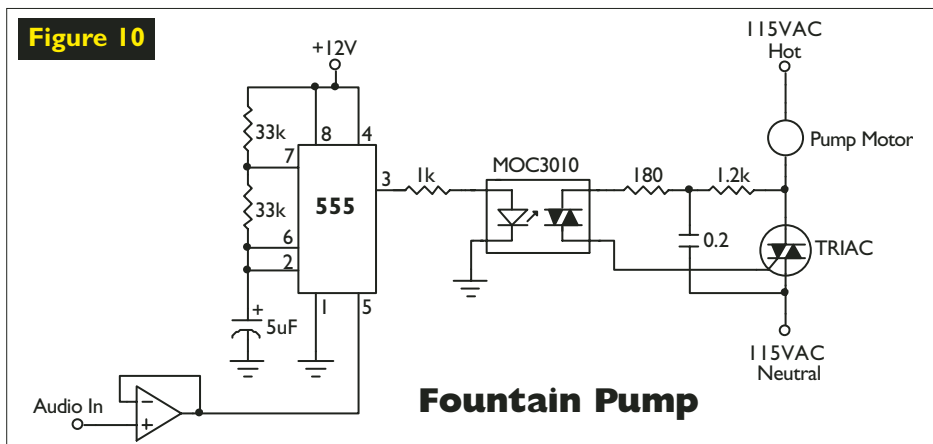 Figure 10
+12V
115VAC
Hot
33k
8
4
Pump Motor
7
3
1k
MOC3010
180
1.2k
33k
555
6
2
0.2
TRIAC
+
1
5
5uF
115VAC
Neutral
Audio In
-
+
Fountain Pump